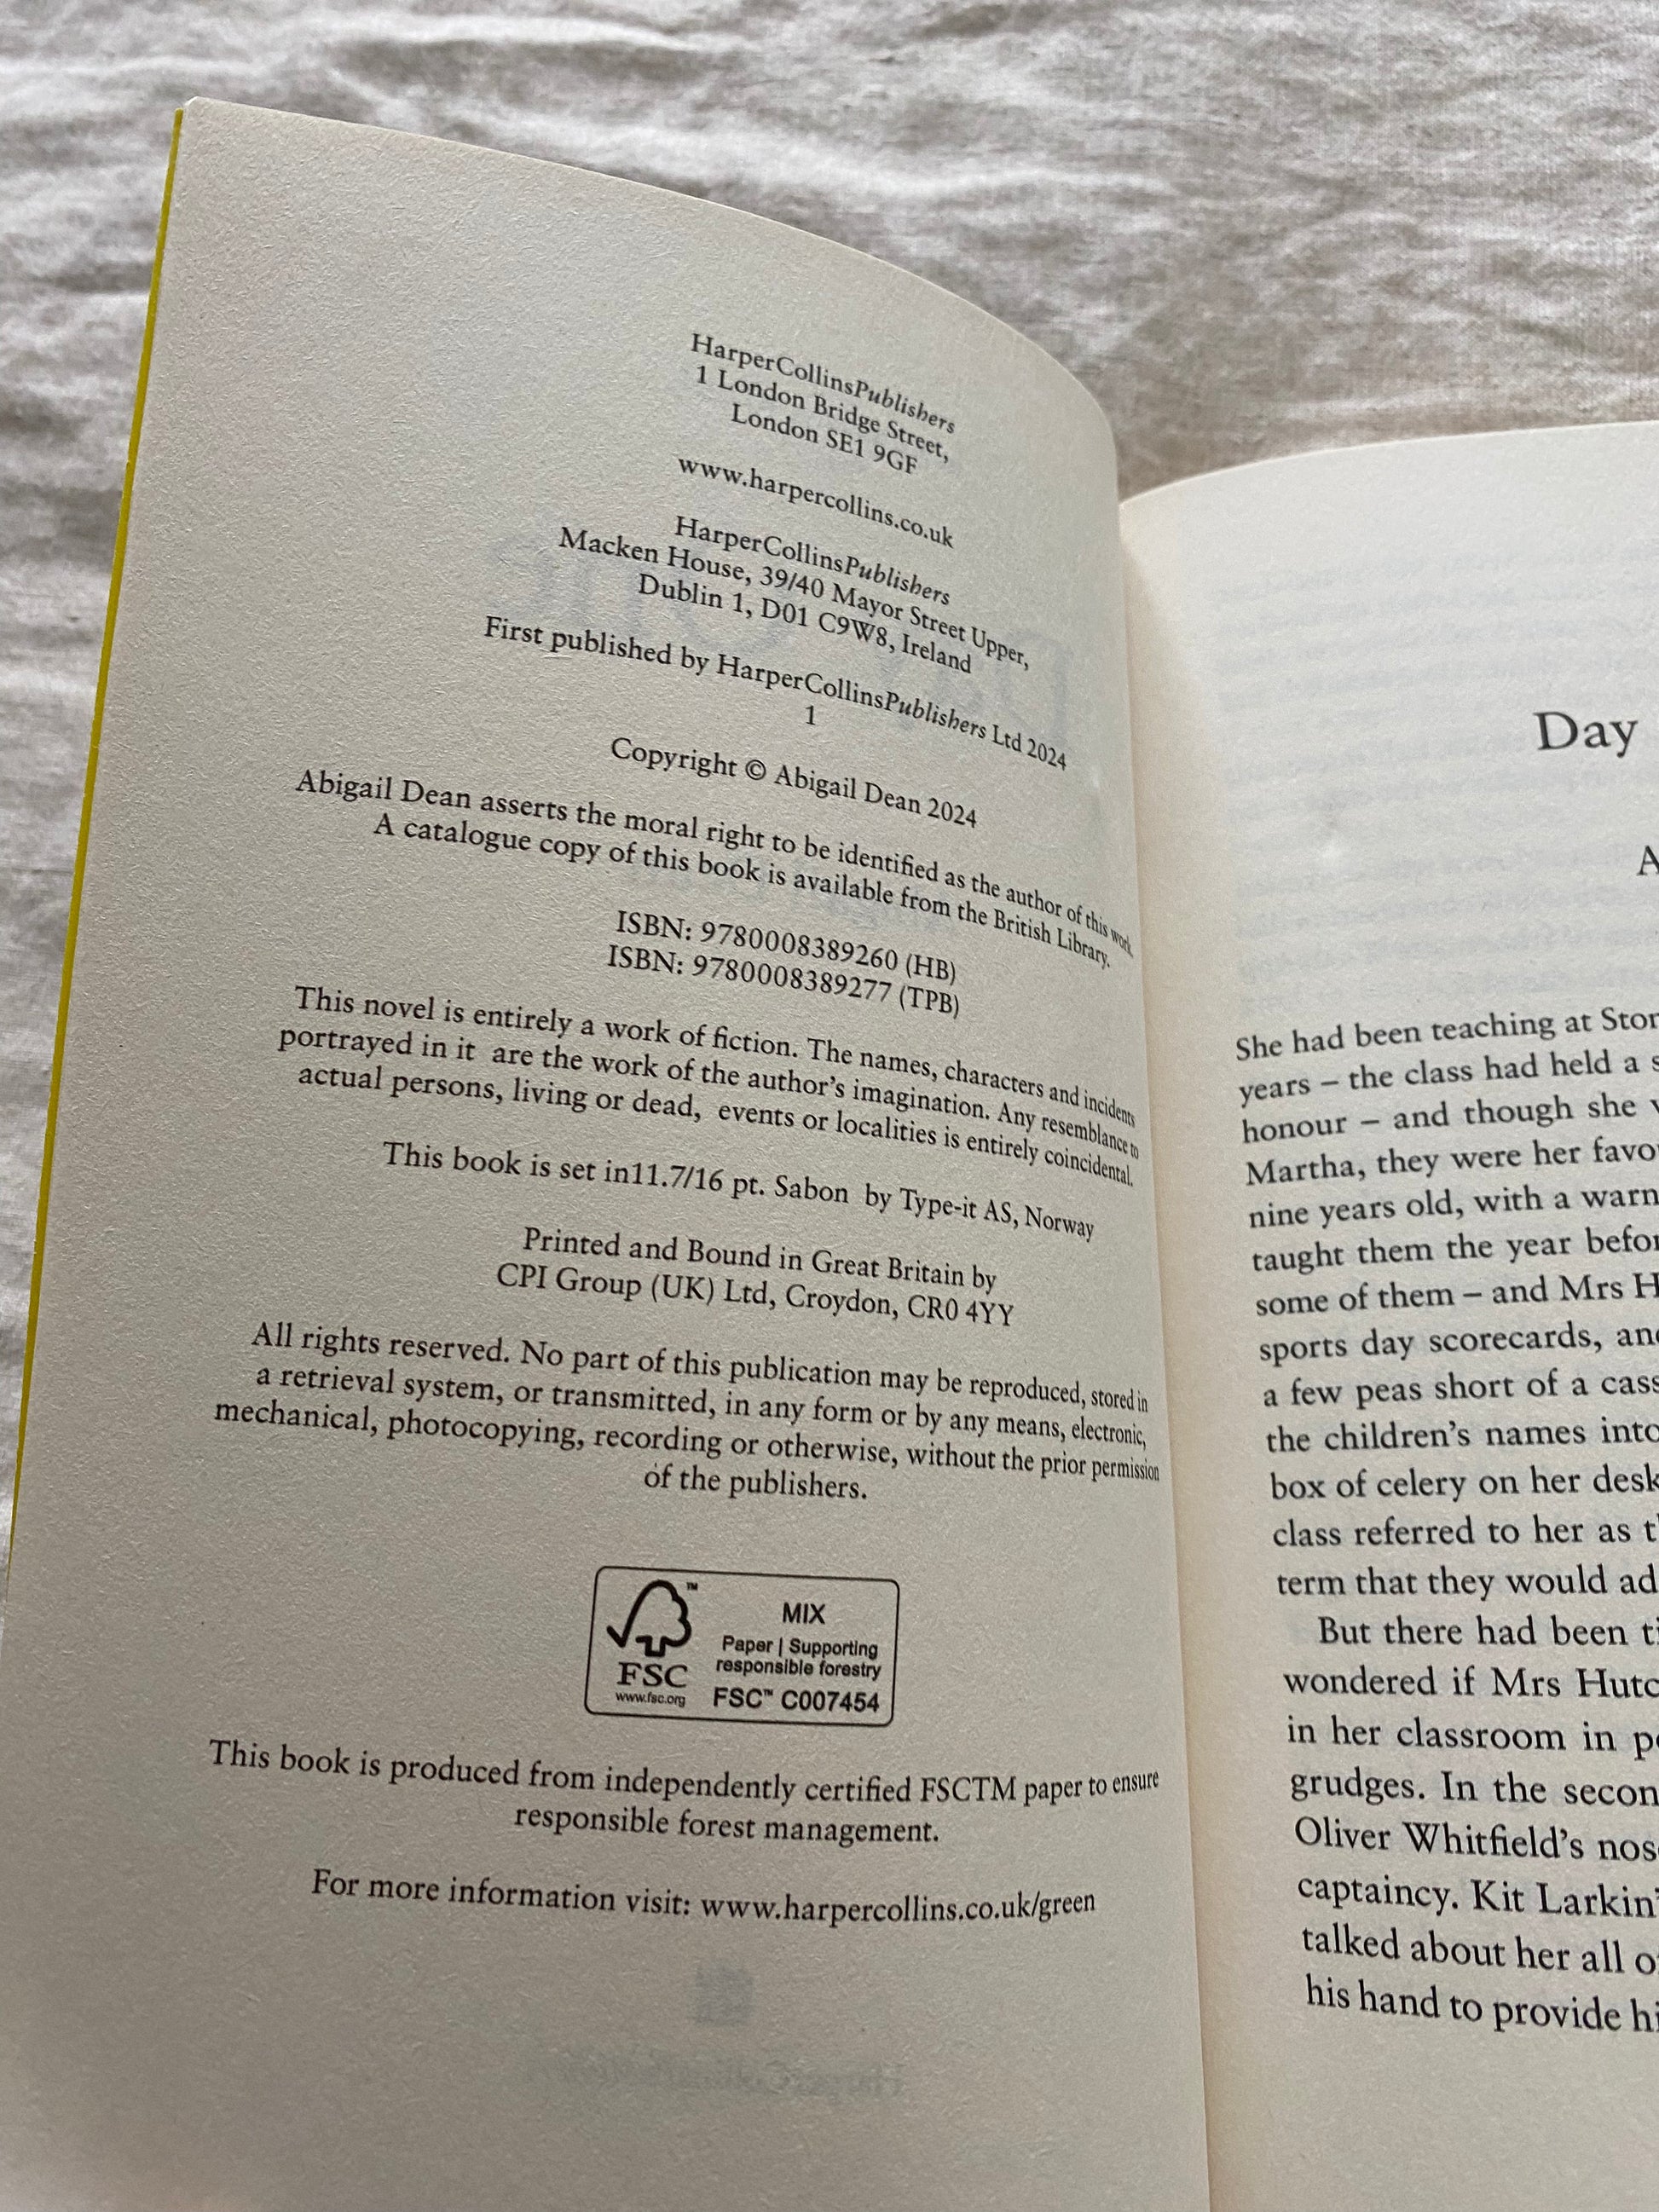 HarperCollinsPublishers
1 London Bridge Street,
London SE1 9GF
www.harpercollins.co.uk
HarperCollinsPublishers
Macken House, 39/40 Mayor Street Upper,
Dublin 1, D01 C9W8, Ireland
First published by HarperCollinsPublishers Ltd 2024
1
Copyright © Abigail Dean 2024
Abigail Dean asserts the moral right to be identified as the author of this work.
A catalogue copy of this book is available from the British Library.
ISBN: 9780008389260 (HB)
ISBN: 9780008389277 (TPB)
This novel is entirely a work of fiction. The names, characters and incidents
portrayed in it are the work of the author's imagination. Any resemblance to
actual persons, living or dead, events or localities is entirely coincidental.
This book is set in11.7/16 pt. Sabon by Type-it AS, Norway
Printed and Bound in Great Britain by
CPI Group (UK) Ltd, Croydon, CR0 4YY
All rights reserved. No part of this publication may be reproduced, stored in
a retrieval system, or transmitted, in any form or by any means, electronic,
mechanical, photocopying, recording or otherwise, without the prior permission
of the publishers.
FSC™
www.fsc.org
MIX
Paper | Supporting
responsible forestry
FSC™ C007454
This book is produced from independently certified FSCTM paper to ensure
responsible forest management.
For more information visit: www.harpercollins.co.uk/green
Day
A
She had been teaching at Ston
years – the class had held a s
honour – and though she
Martha, they were her favo
nine years old, with a warn
taught them the year befor
some of them – and Mrs H
sports day scorecards, and
a few peas short of a cass
the children's names into
box of celery on her desk
class referred to her as t
term that they would ad
But there had been ti
wondered if Mrs Hutc
in her classroom in pe
grudges. In the secon
Oliver Whitfield's nos
captaincy. Kit Larkin'
talked about her all o
his hand to provide hi